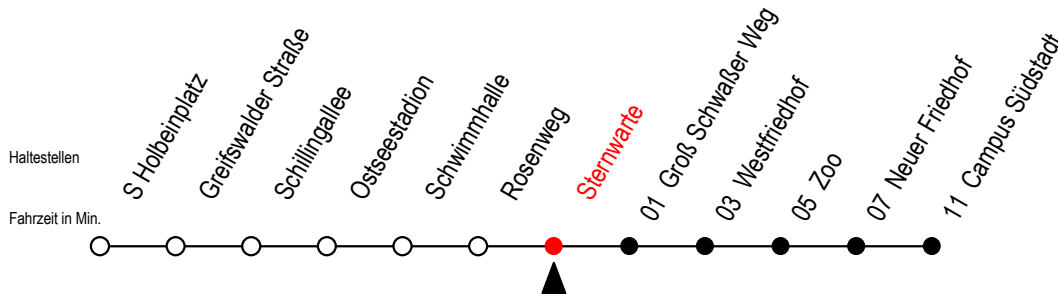 Haltestellen
Fahrzeit in Min.
S Holbeinplatz
Greifswalder Straße
Schillingallee
Ostseestadion
Schwimmhalle
Rosenweg
Sternwarte
01 Groß Schwaßer Weg
03 Westfriedhof
05 Zoo
07 Neuer Friedhof
11 Campus Südstadt